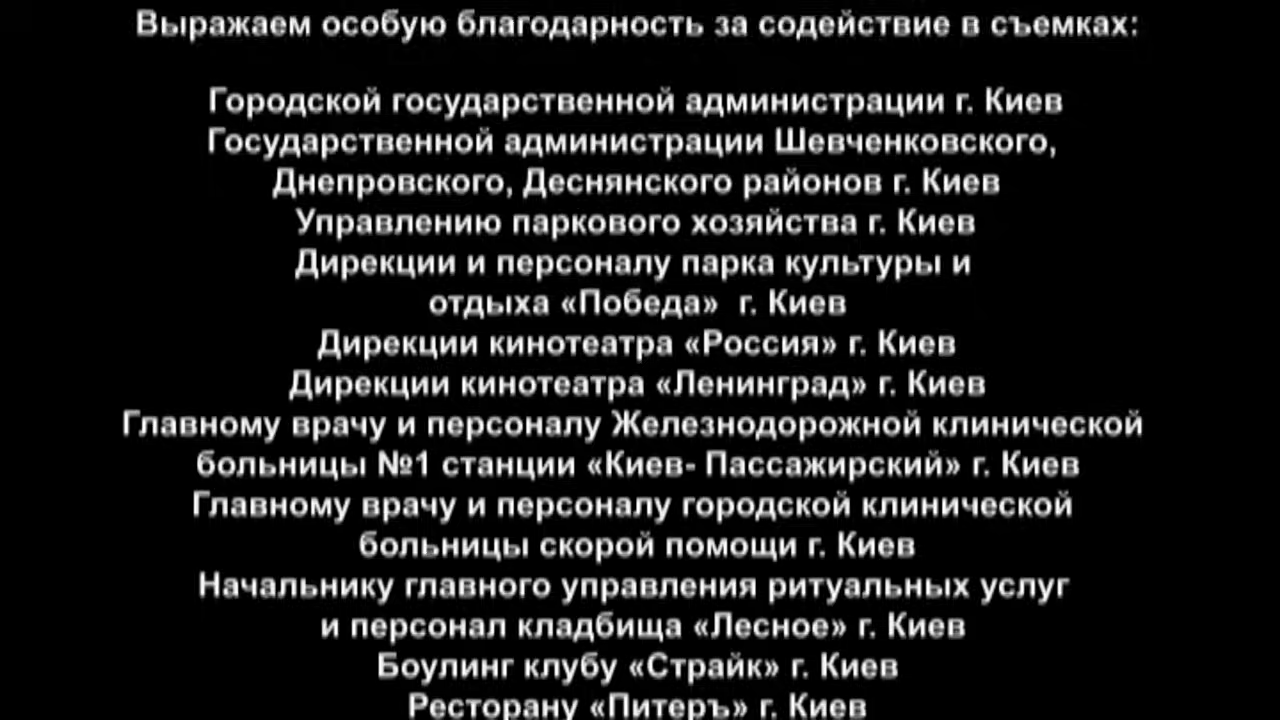 Выражаем особую благодарность за содействие в съемках:
Городской государственной администрации г. Киев
Государственной администрации Шевченковского,
Днепровского, Деснянского районов г. Киев
Управлению паркового хозяйства г. Киев
Дирекции и персоналу парка культуры и
отдыха «Победа» г. Киев
Дирекции кинотеатра «Россия» г. Киев
Дирекции кинотеатра «Ленинград» г. Киев
Главному врачу и персоналу Железнодорожной клинической
больницы №1 станции «Киев- Пассажирский» г. Киев
Главному врачу и персоналу городской клинической
больницы скорой помощи г. Киев
Начальнику главного управления ритуальных услуг
и персонал кладбища «Лесное» г. Киев
Боулинг клубу «Страйк» г. Киев
Ресторану «Питеръ» г. Киев